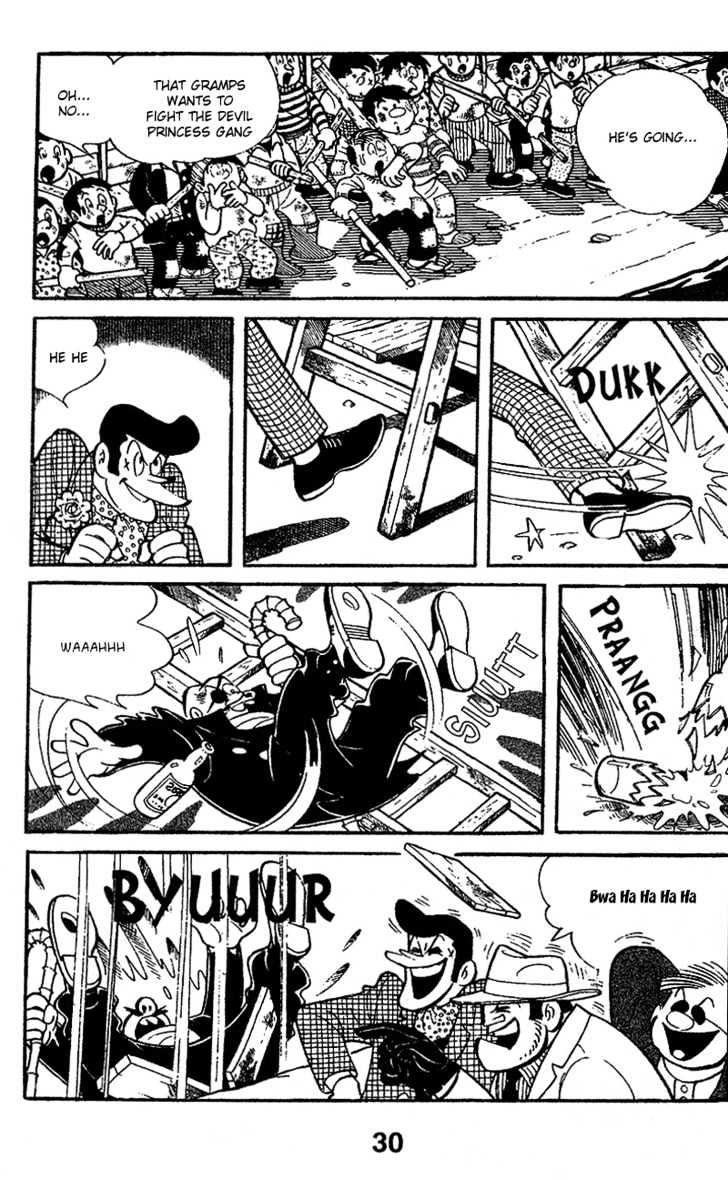 OH...
NO...
THAT GRAMPS
WANTS TO
FIGHT THE DEVIL
PRINCESS GANG
HE'S GOING...
HE HE
DUKK
WAAAHHH
SIUUTT
PRAANGG
BYUUUR
Bwa Ha Ha Ha Ha
30